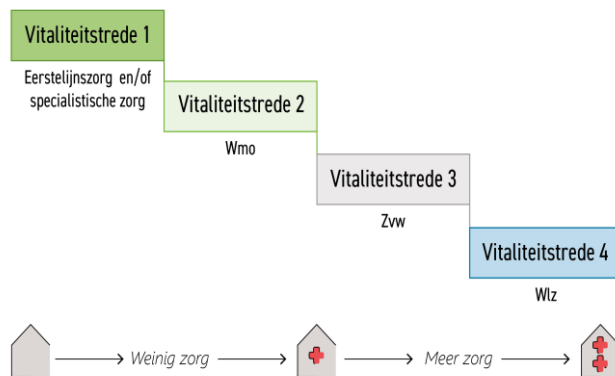 Vitaliteitstrede 1
Eerstelijnszorg en/of
specialistische zorg
Vitaliteitstrede 2
Wmo
Vitaliteitstrede 3
Zvw
Vitaliteitstrede 4
Wlz
Weinig zorg
Meer zorg